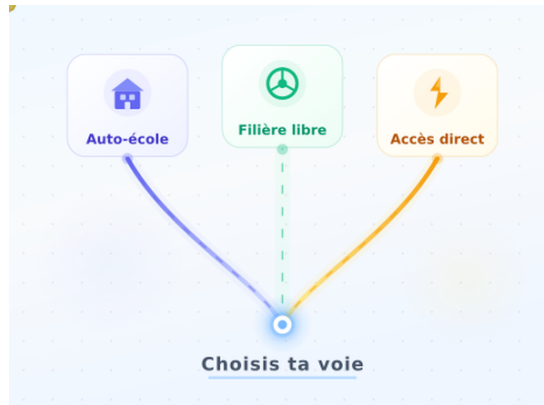 Auto-école
Filière libre
Accès direct
Choisis ta voie